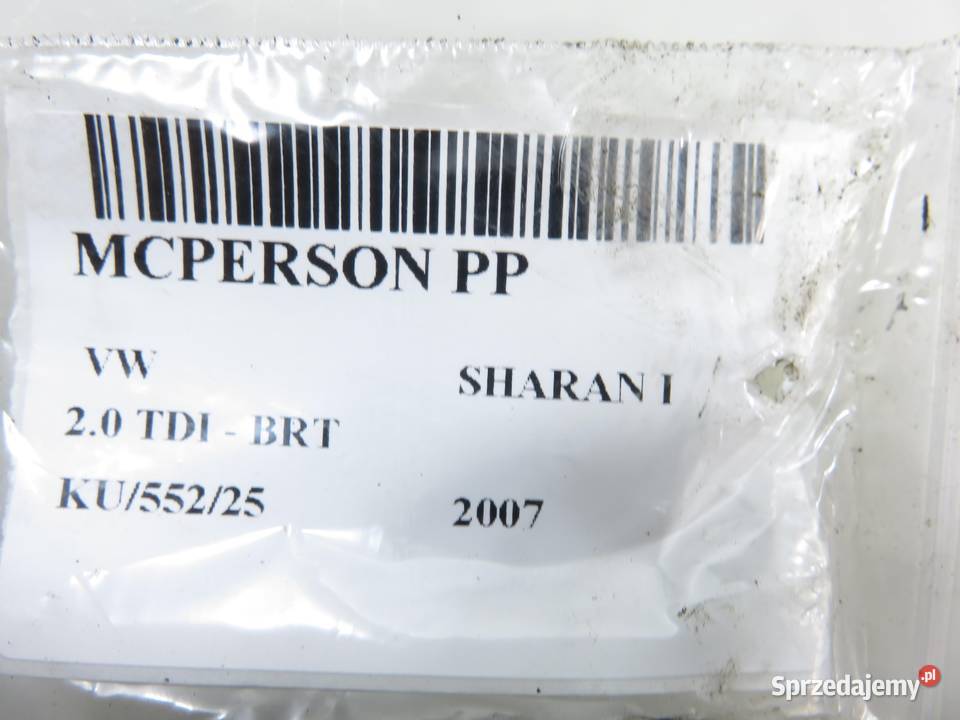 MCPERSON PP
VW SHARAN I
2.0 TDI - BRT
KU/552/25 2007
Sprzedajemy.pl